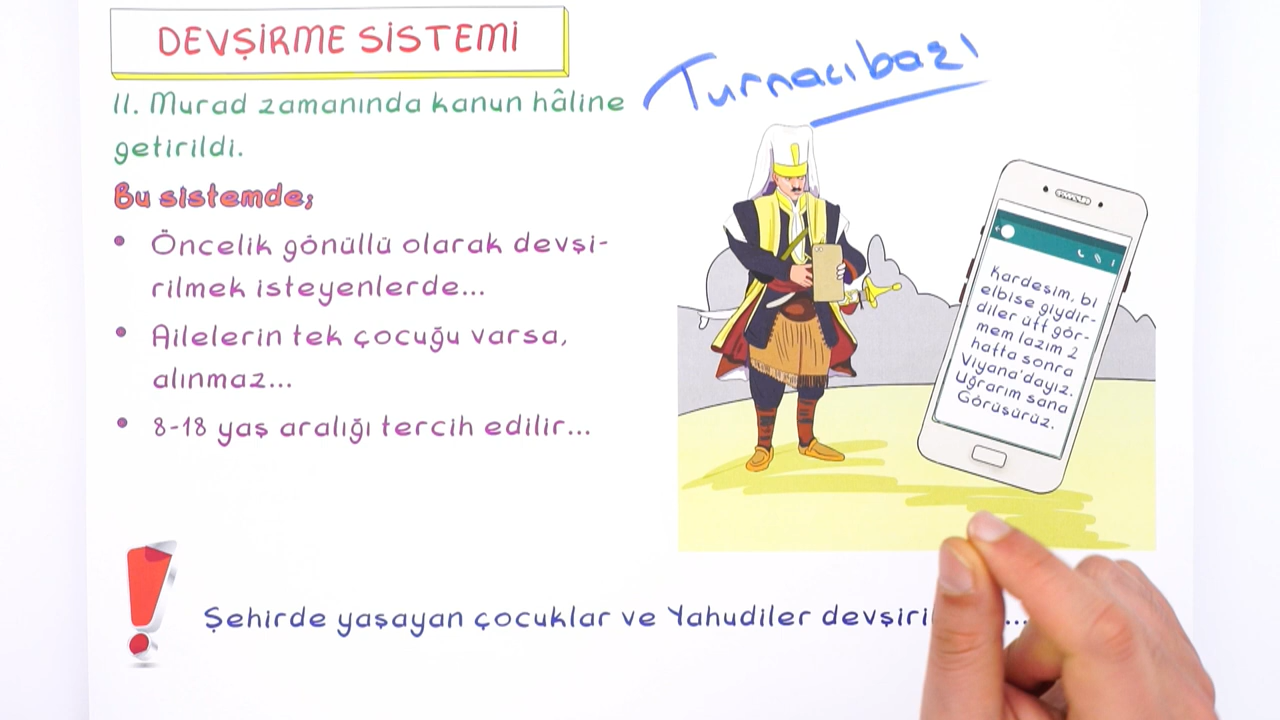 DEVŞİRME SİSTEMİ
Turnacıbaşı
II. Murad zamanında kanun hâline
getirildi.
Bu sistemde;
• Öncelik gönüllü olarak devşi-
rilmek isteyenlerde...
• Ailelerin tek çocuğu varsa,
alınmaz...
• 8-18 yaş aralığı tercih edilir...
Kardeşim, bi
elbise giydir-
diler üff gör-
mem lazım 2
hafta sonra
Viyana'dayız.
Uğrarım sana
Görüşürüz.
Şehirde yaşayan çocuklar ve Yahudiler